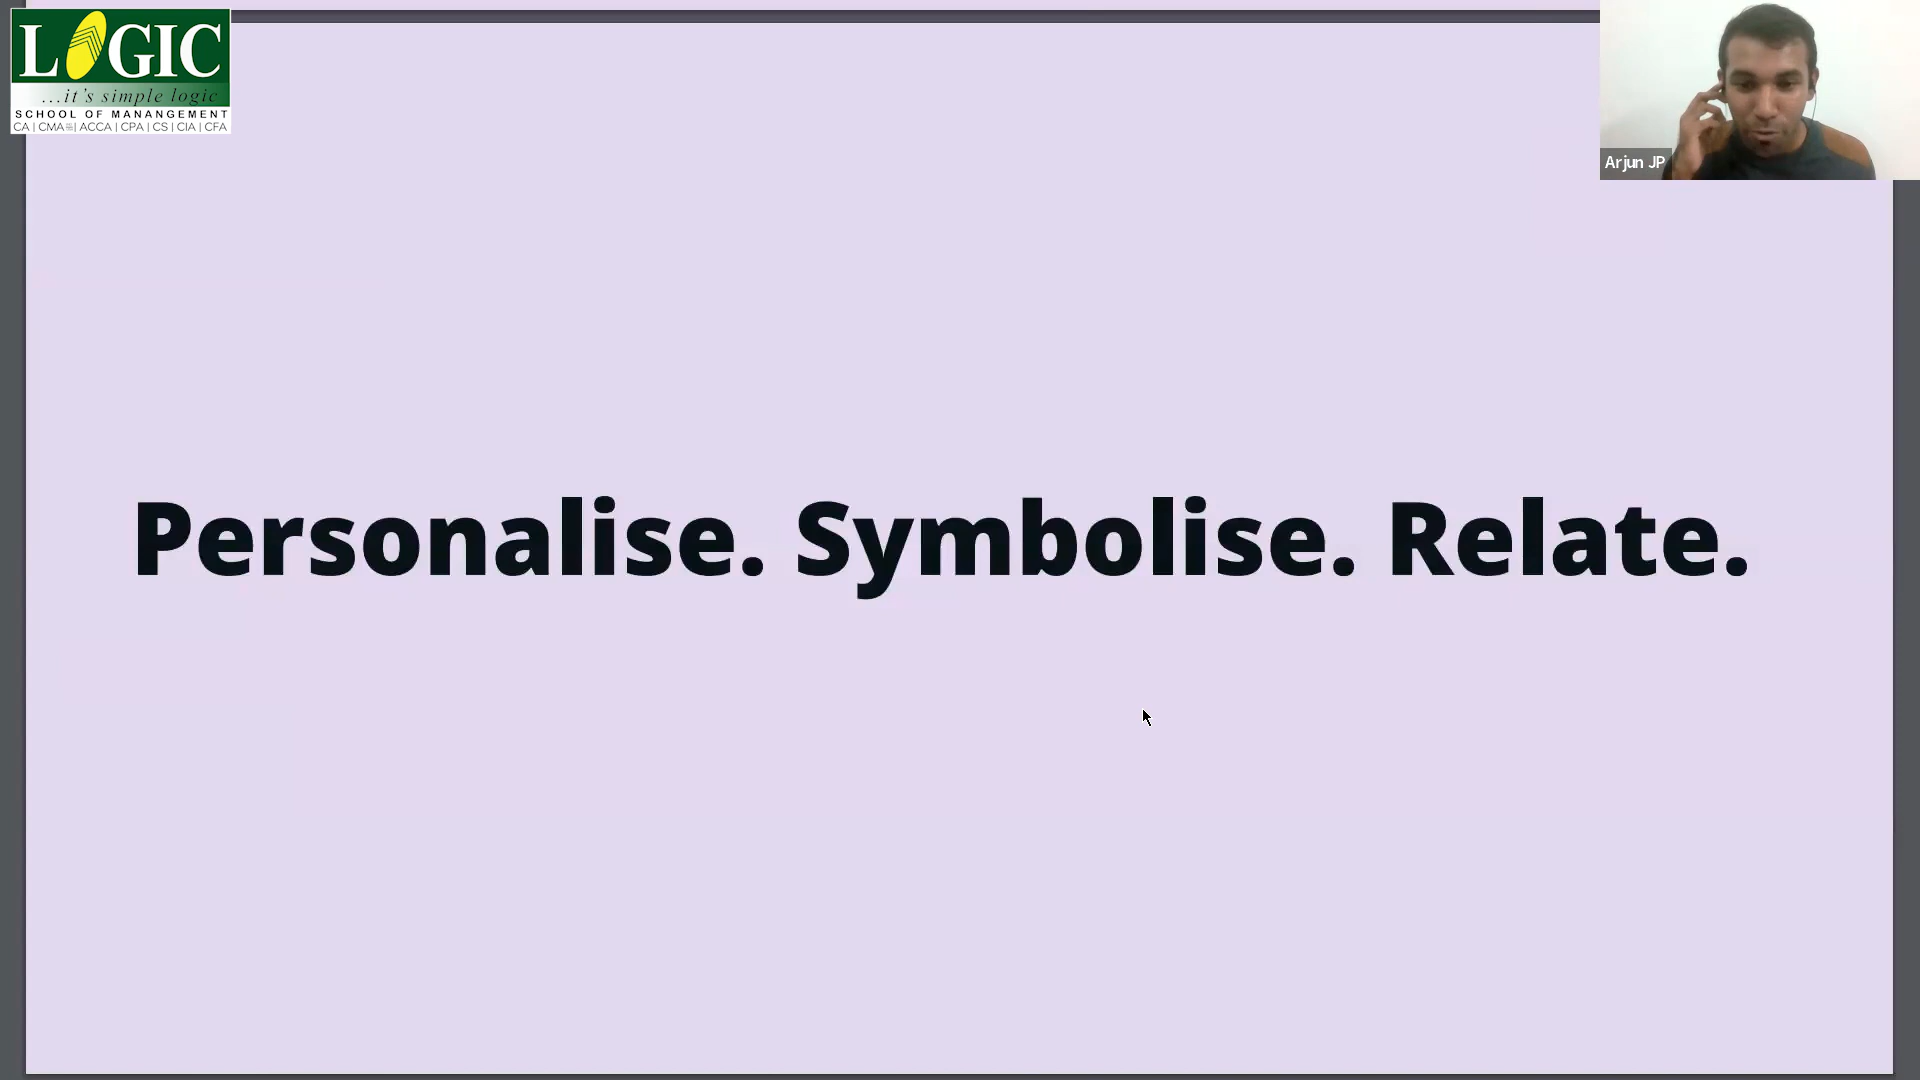 LOGIC
...it's simple logic
SCHOOL OF MANANGEMENT
CA | CMA | ACCA | CPA | CS | CIA | CFA
Arjun JP
Personalise. Symbolise. Relate.